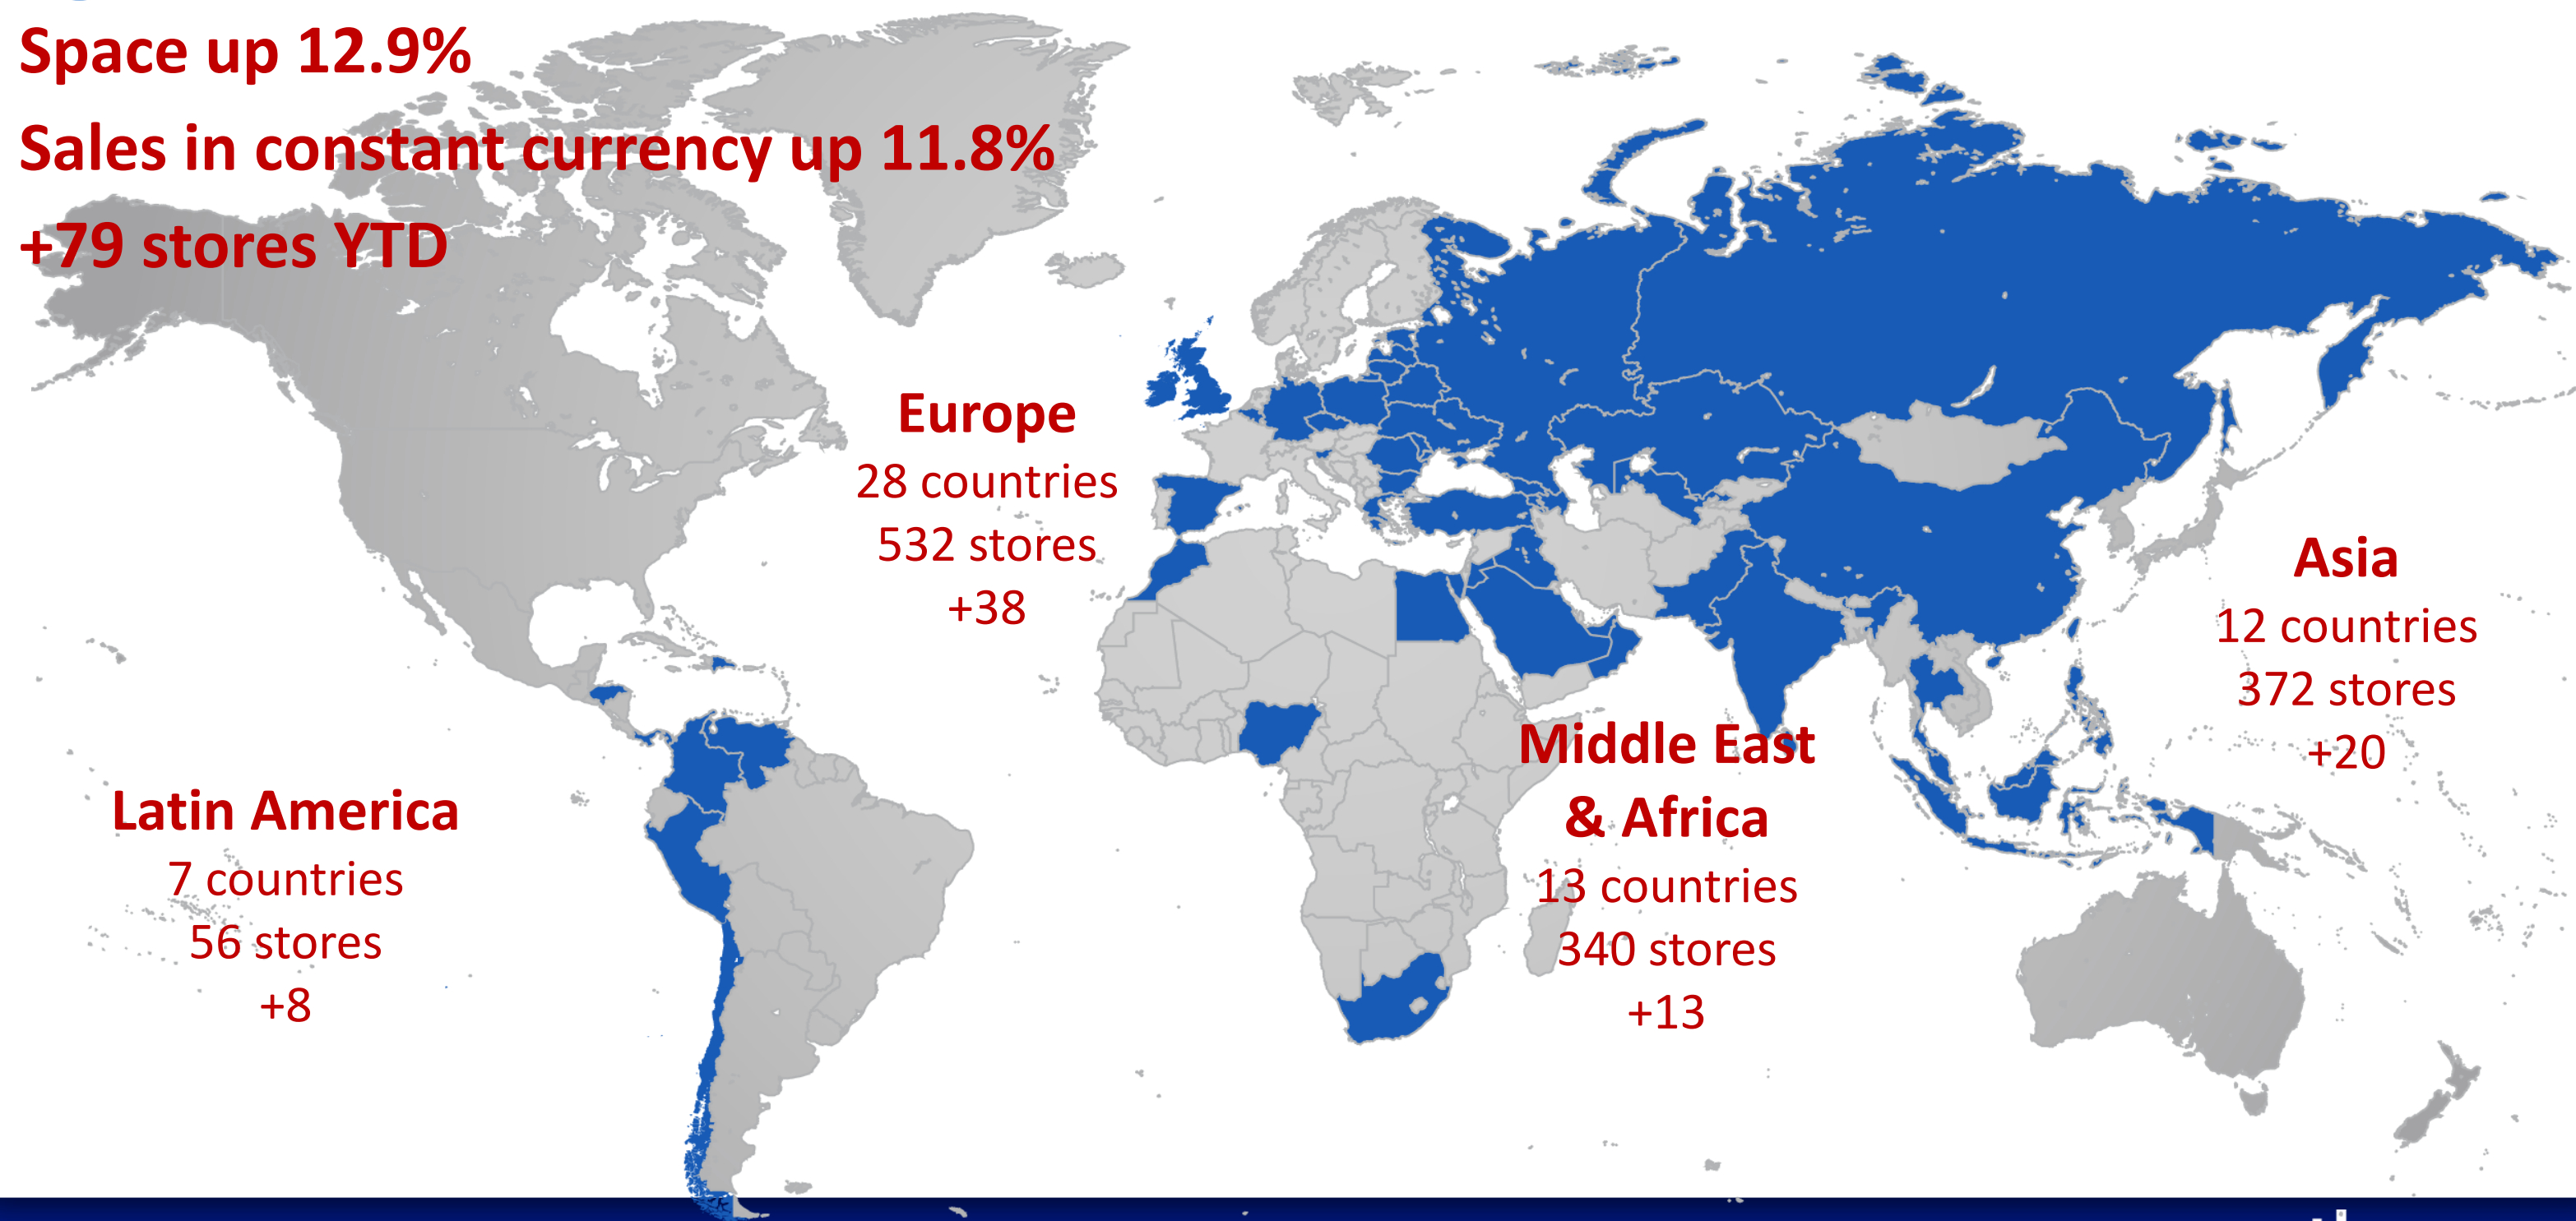 Space up 12.9%
Sales in constant currency up 11.8%
+79 stores YTD
Europe
28 countries
532 stores
+38
Asia
12 countries
372 stores
+20
Middle East
& Africa
13 countries
340 stores
+13
Latin America
7 countries
56 stores
+8